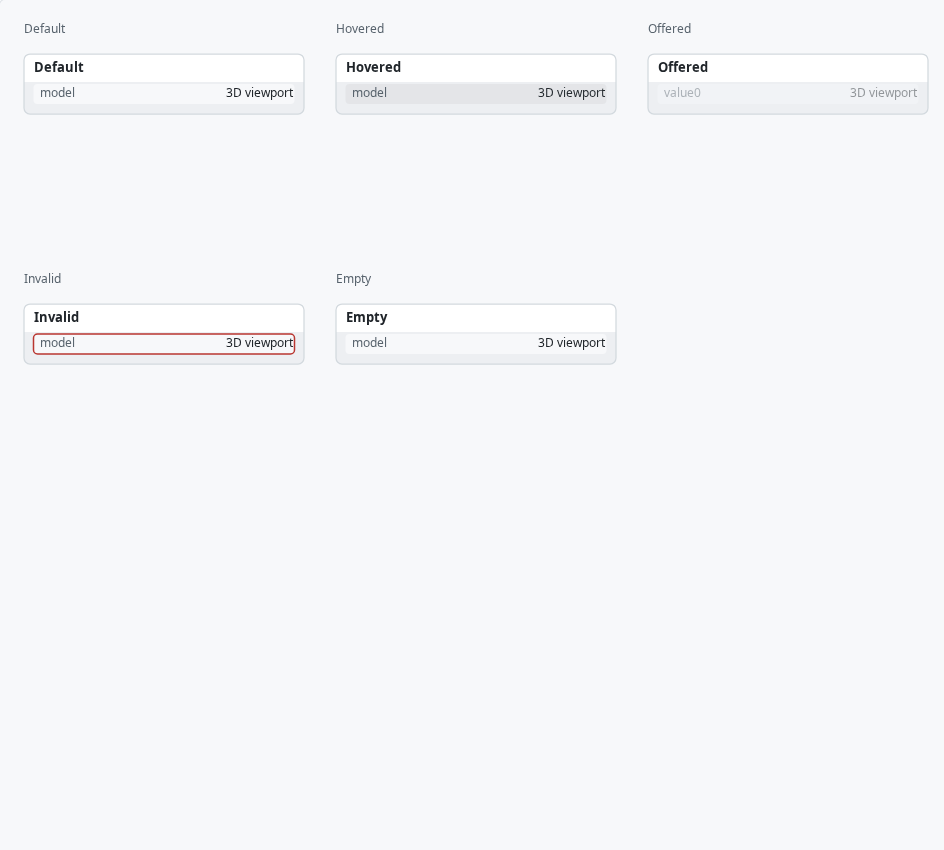 Default
Hovered
Offered
Default
Hovered
Offered
model 3D viewport
model 3D viewport
value0 3D viewport
Invalid
Empty
Invalid
Empty
model 3D viewport
model 3D viewport